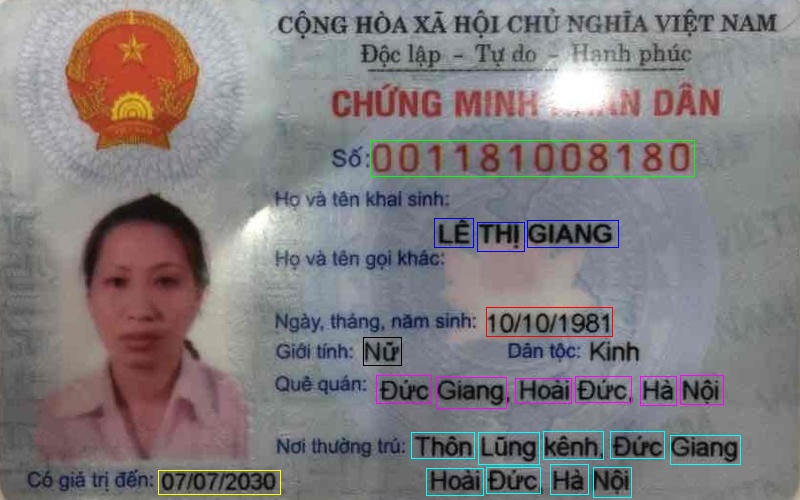 CỘNG HÒA XÃ HỘI CHỦ NGHĨA VIỆT NAM
Độc lập - Tự do - Hạnh phúc
CHỨNG MINH NHÂN DÂN
Số: 001181008180
Họ và tên khai sinh:
LÊ THỊ GIANG
Họ và tên gọi khác:
Ngày, tháng, năm sinh: 10/10/1981
Giới tính: Nữ Dân tộc: Kinh
Quê quán: Đức Giang, Hoài Đức, Hà Nội
Nơi thường trú: Thôn Lũng kênh, Đức Giang
Hoài Đức, Hà Nội
Có giá trị đến: 07/07/2030